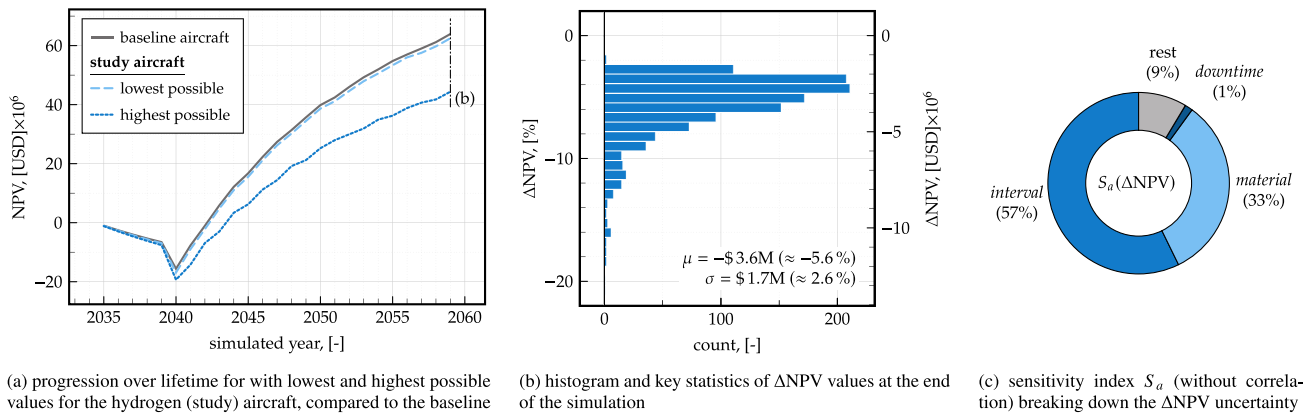 60
40
20
0
−20
NPV, [USD]×10⁶
baseline aircraft
study aircraft
lowest possible
highest possible
(b)
2035 2040 2045 2050 2055 2060
simulated year, [-]
0
−10
−20
ΔNPV, [%]
0
−5
−10
ΔNPV, [USD]×10⁶
μ = −$ 3.6M (≈ −5.6 %)
σ = $ 1.7M (≈ 2.6 %)
0 100 200
count, [-]
rest
(9%)
downtime
(1%)
interval
(57%)
Sₐ(ΔNPV)
material
(33%)
(a) progression over lifetime for with lowest and highest possible
values for the hydrogen (study) aircraft, compared to the baseline
(b) histogram and key statistics of ΔNPV values at the end
of the simulation
(c) sensitivity index Sₐ (without correla-
tion) breaking down the ΔNPV uncertainty